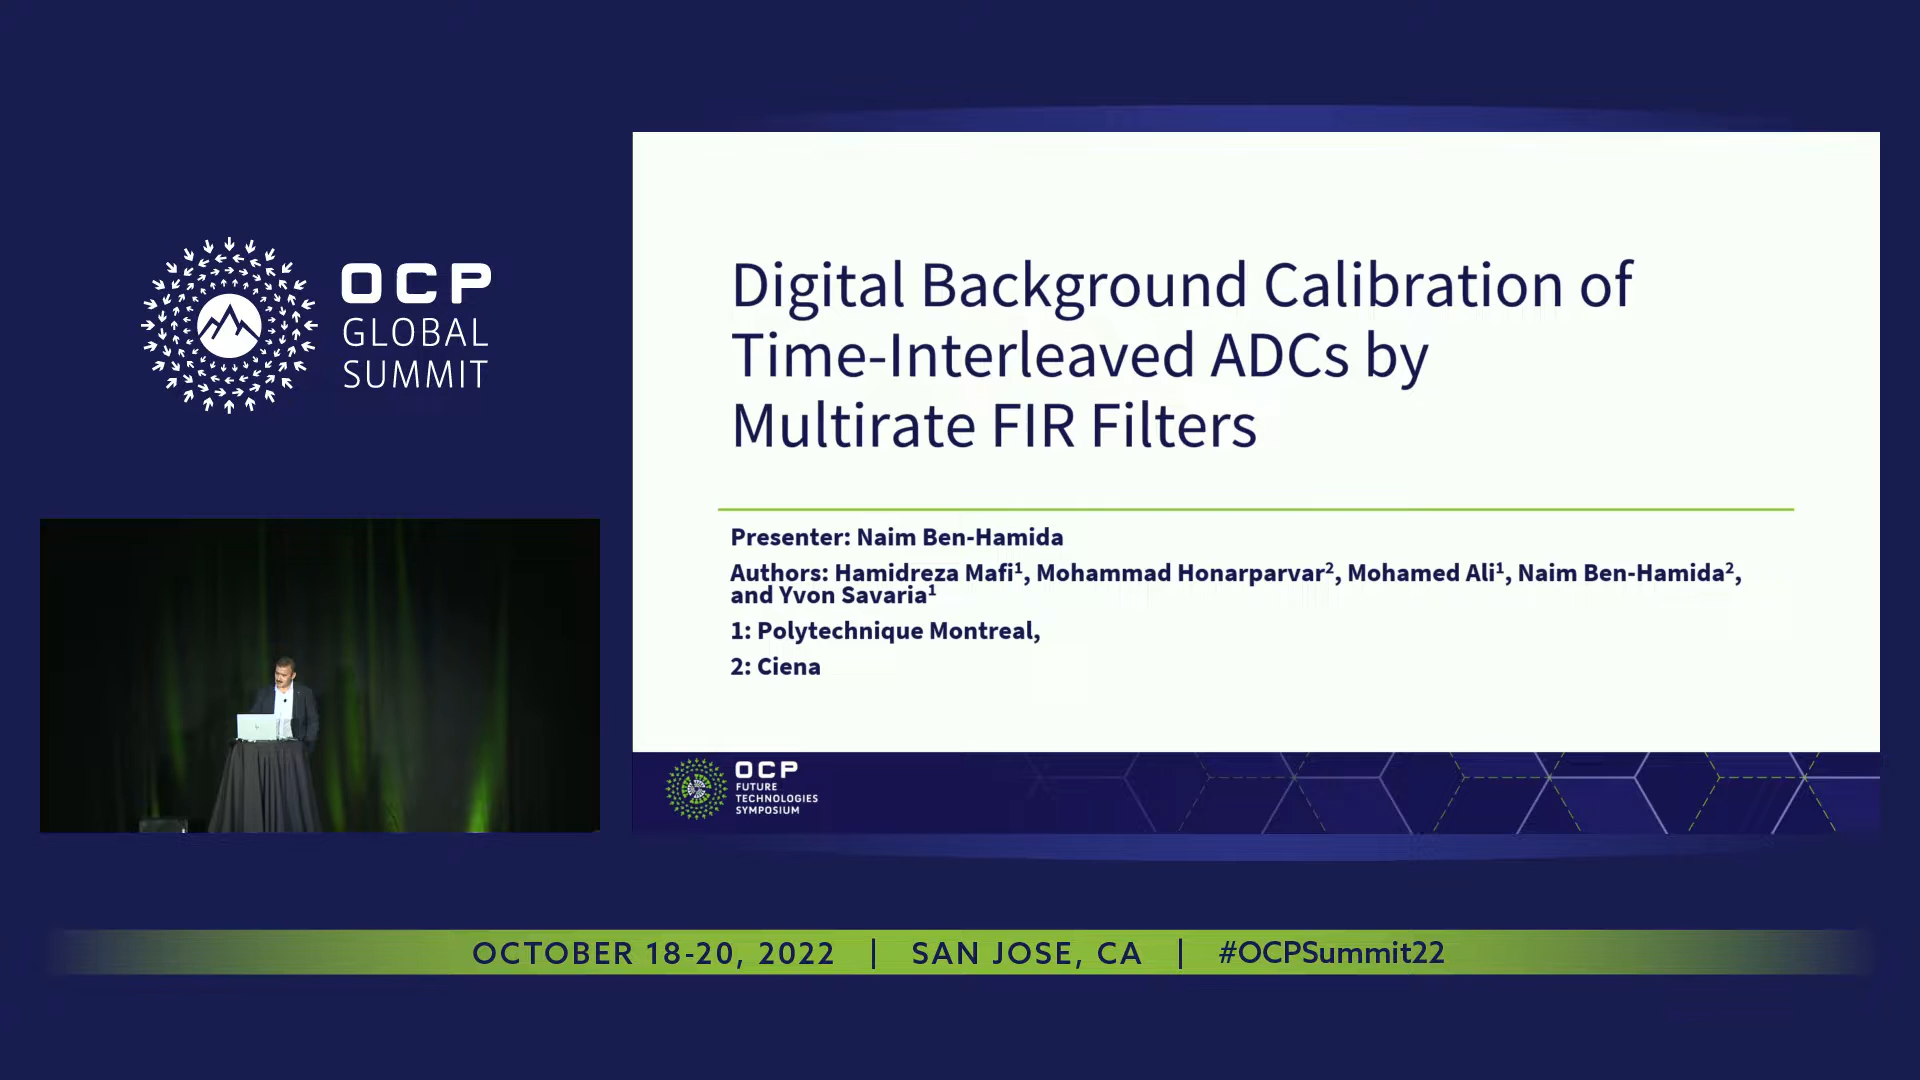 OCP
GLOBAL
SUMMIT
Digital Background Calibration of
Time-Interleaved ADCs by
Multirate FIR Filters
Presenter: Naim Ben-Hamida
Authors: Hamidreza Mafi¹, Mohammad Honarparvar², Mohamed Ali¹, Naim Ben-Hamida²,
and Yvon Savaria¹
1: Polytechnique Montreal,
2: Ciena
OCP
FUTURE
TECHNOLOGIES
SYMPOSIUM
OCTOBER 18-20, 2022 | SAN JOSE, CA | #OCPSummit22